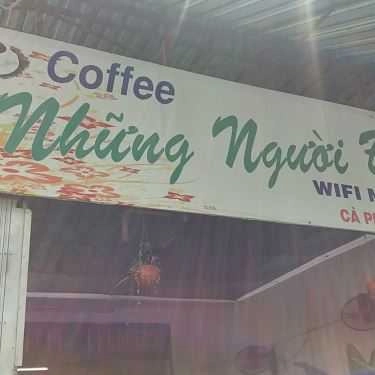 Coffee
Những Người
WIFI
CÀ